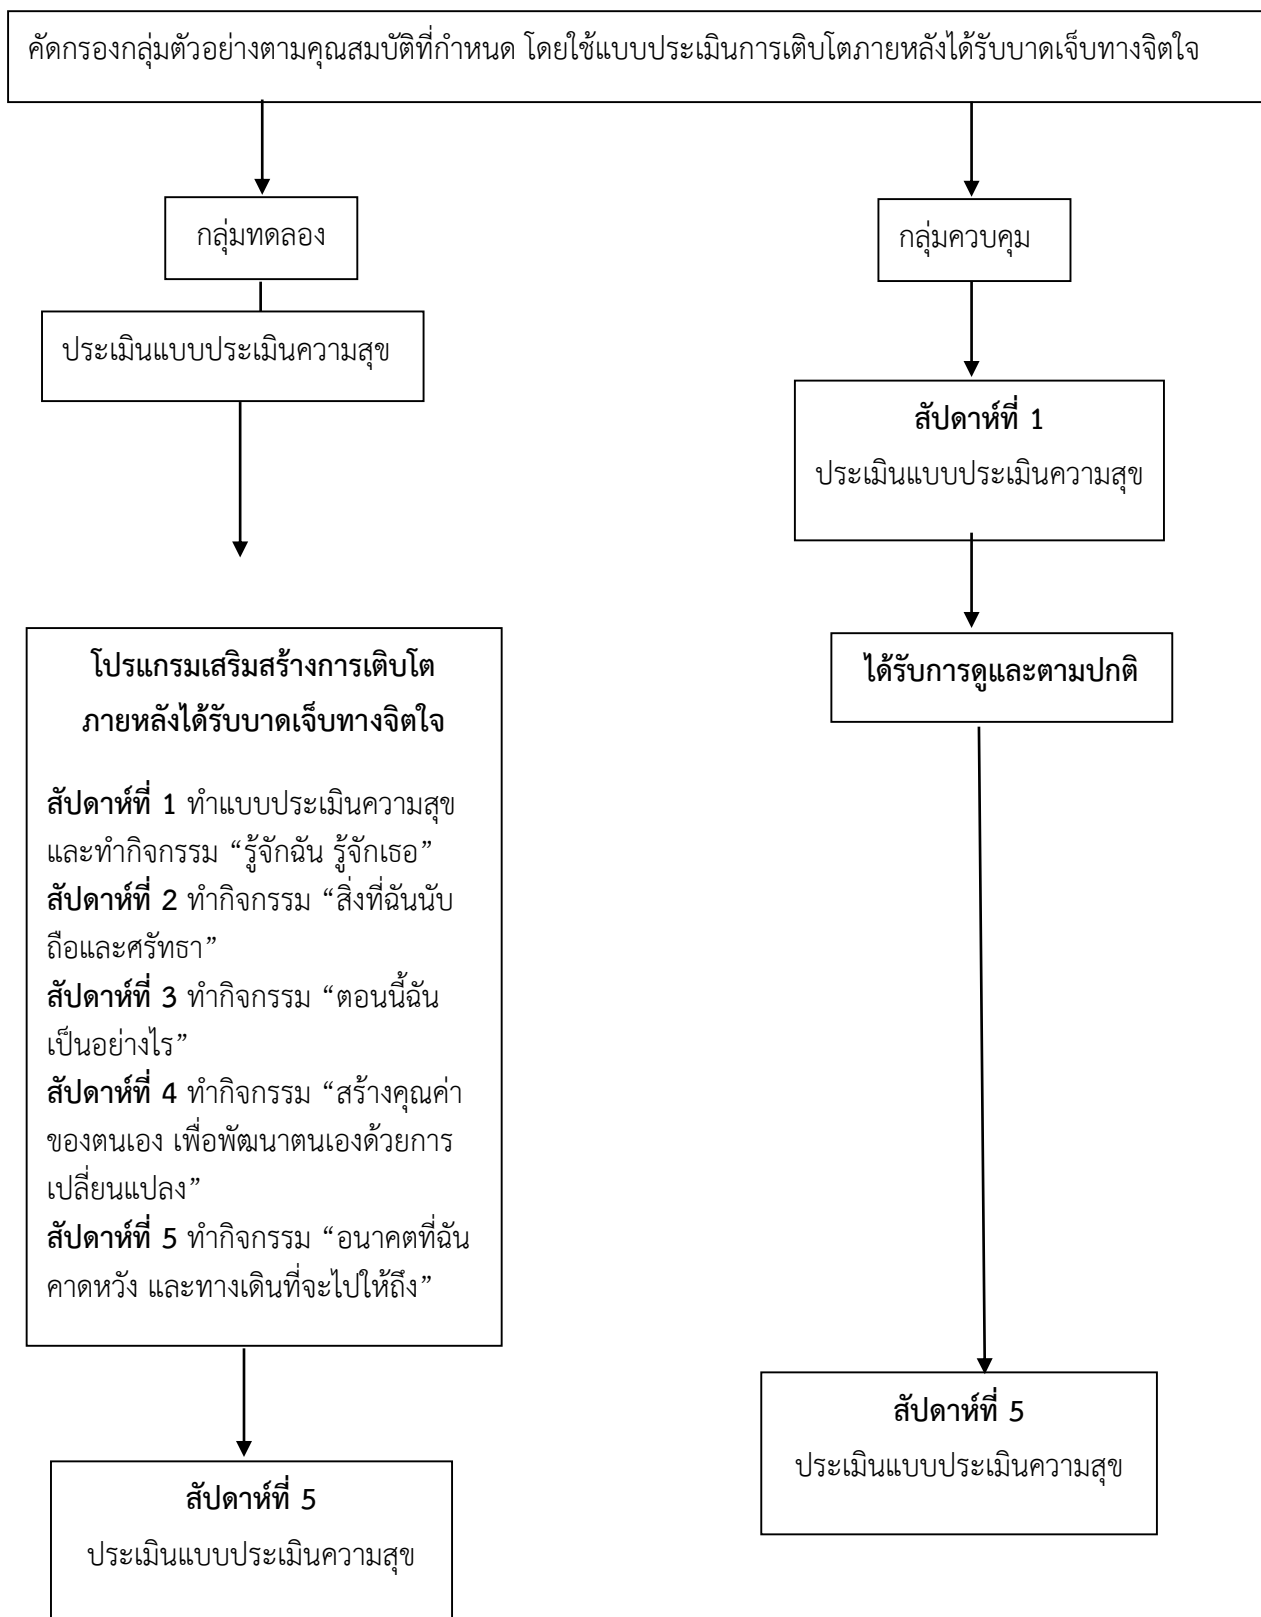 คัดกรองกลุ่มตัวอย่างตามคุณสมบัติที่กำหนด โดยใช้แบบประเมินการเติบโตภายหลังได้รับบาดเจ็บทางจิตใจ
กลุ่มทดลอง
ประเมินแบบประเมินความสุข
โปรแกรมเสริมสร้างการเติบโต
ภายหลังได้รับบาดเจ็บทางจิตใจ
สัปดาห์ที่ 1 ทำแบบประเมินความสุข
และทำกิจกรรม “รู้จักฉัน รู้จักเธอ”
สัปดาห์ที่ 2 ทำกิจกรรม “สิ่งที่ฉันนับ
ถือและศรัทธา”
สัปดาห์ที่ 3 ทำกิจกรรม “ตอนนี้ฉัน
เป็นอย่างไร”
สัปดาห์ที่ 4 ทำกิจกรรม “สร้างคุณค่า
ของตนเอง เพื่อพัฒนาตนเองด้วยการ
เปลี่ยนแปลง”
สัปดาห์ที่ 5 ทำกิจกรรม “อนาคตที่ฉัน
คาดหวัง และทางเดินที่จะไปให้ถึง”
สัปดาห์ที่ 5
ประเมินแบบประเมินความสุข
กลุ่มควบคุม
สัปดาห์ที่ 1
ประเมินแบบประเมินความสุข
ได้รับการดูและตามปกติ
สัปดาห์ที่ 5
ประเมินแบบประเมินความสุข